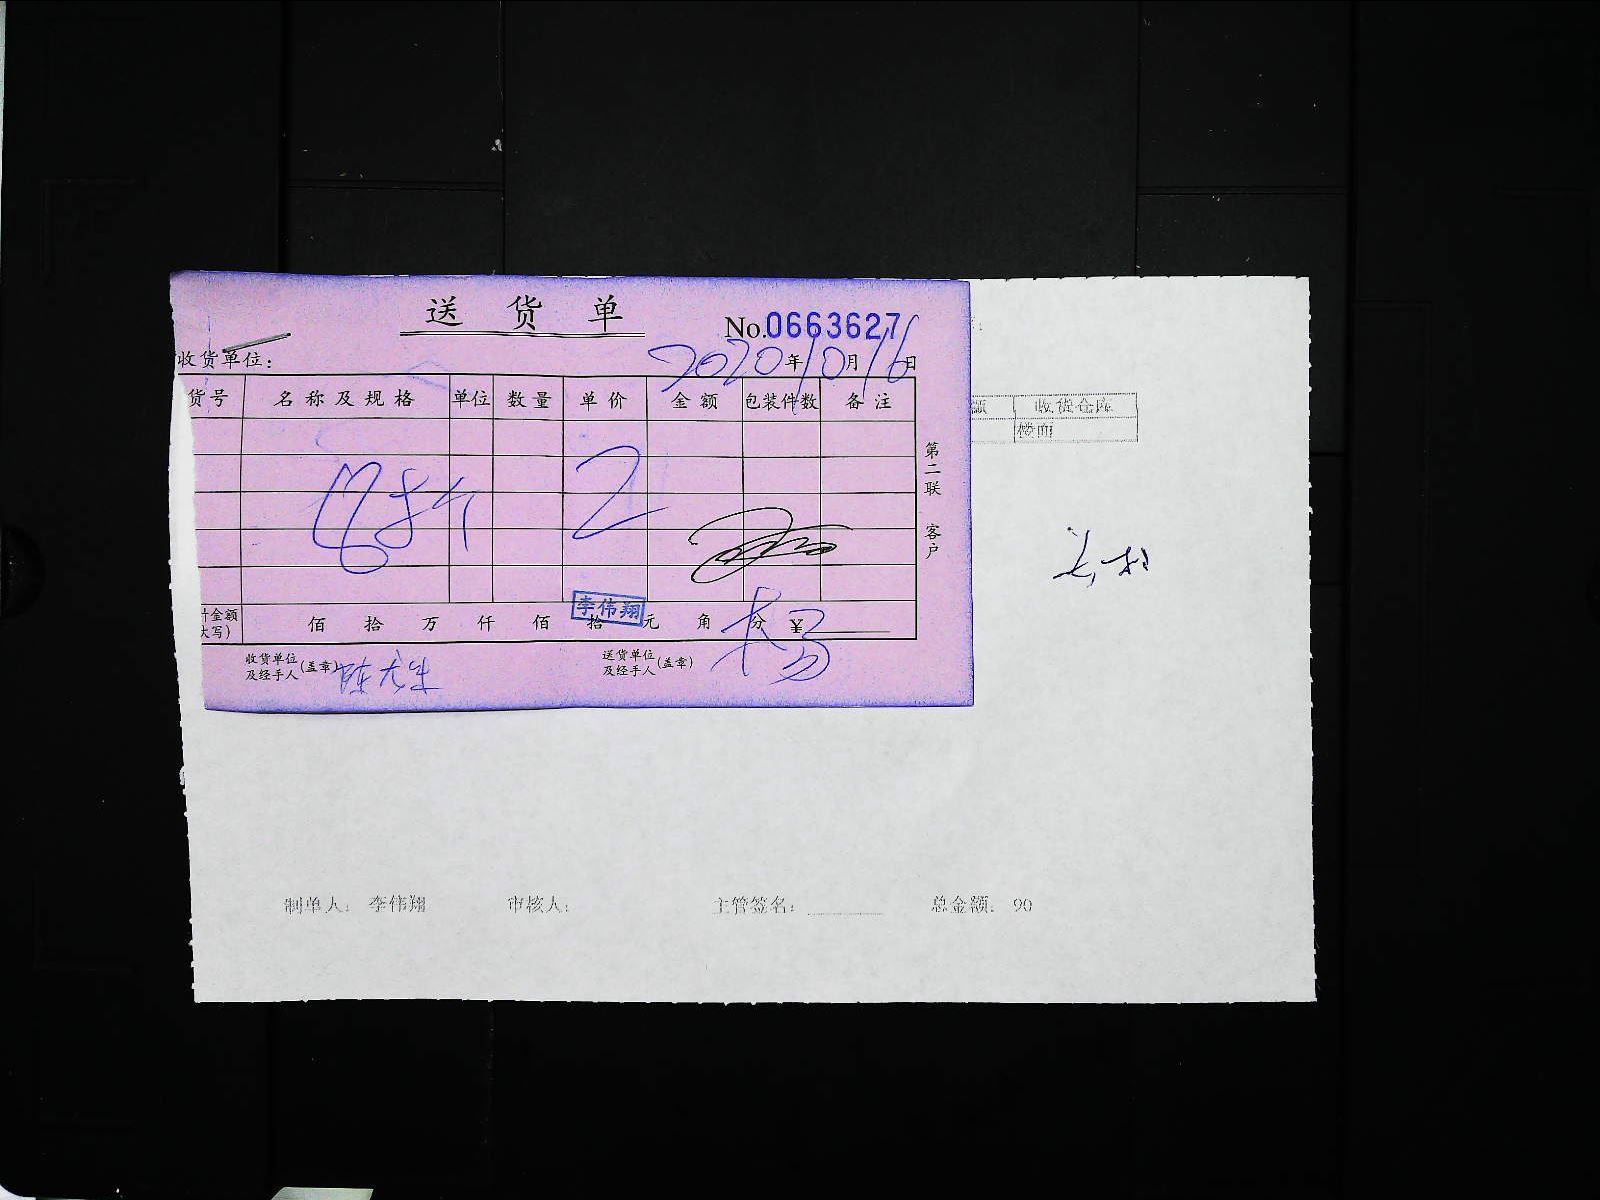 送货单
No.0663627
收货单位:
2020年10月16日
货号 名称及规格 单位 数量 单价 金额 包装件数 备注
2
第二联 客户
计金额
大写)
佰 拾 万 仟 佰 拾 元 角 分 ¥
李伟翔
收货单位
及经手人(盖章)
送货单位
及经手人(盖章)
额 收货仓库
楼面
制单人: 李伟翔 审核人: 主管签名: 总金额: 90